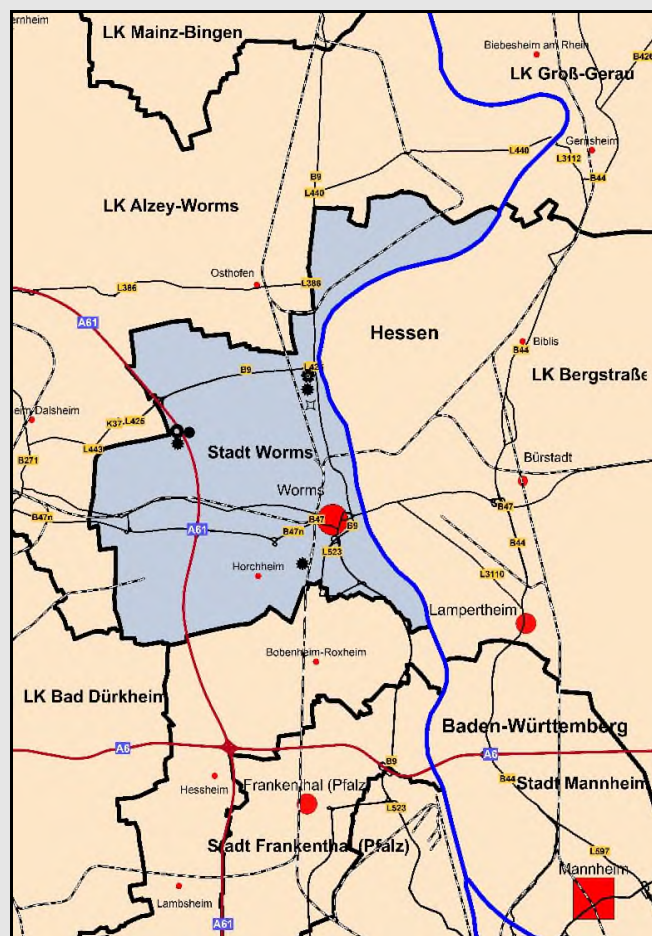 LK Mainz-Bingen
Biebesheim am Rhein
B426
LK Groß-Gerau
Gernsheim
L440
L3112
B44
B9
L440
LK Alzey-Worms
Osthofen
L386
L386
A61
Hessen
B44
Biblis
B9
LK Bergstraße
L425
K37
L443
B271
Stadt Worms
Bürstadt
Worms
B47
B47n
A61
B47n
B47
B9
L523
B44
Horchheim
L3110
Lampertheim
Bobenheim-Roxheim
LK Bad Dürkheim
Baden-Württemberg
A6
A6
B9
B44
Stadt Mannheim
Hessheim
Frankenthal (Pfalz)
L523
Stadt Frankenthal (Pfalz)
L597
Mannheim
Lambsheim
A61